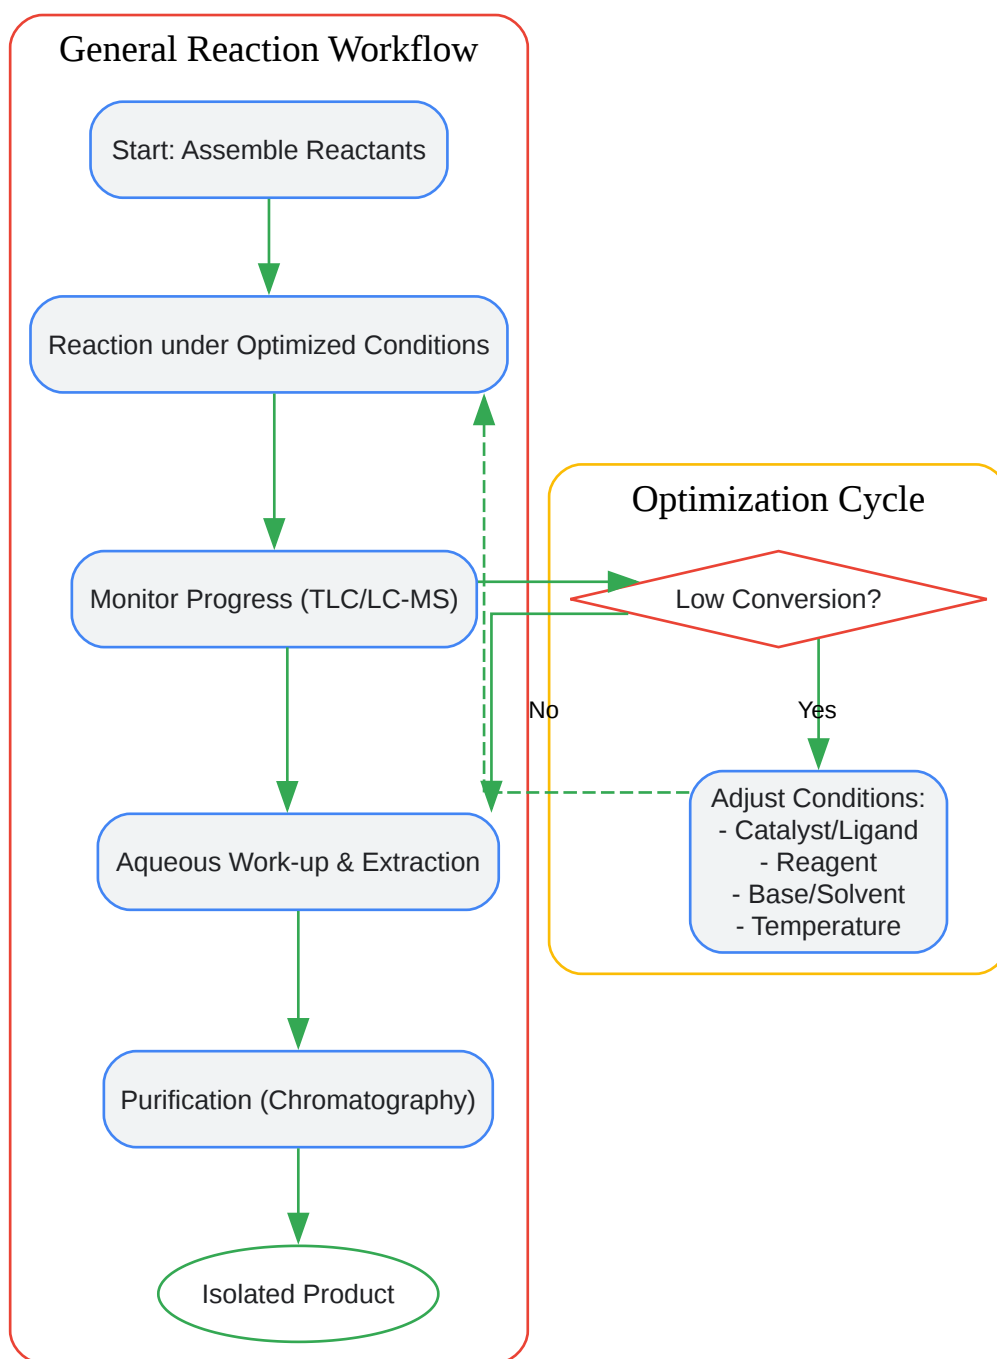 General Reaction Workflow
Start: Assemble Reactants
Reaction under Optimized Conditions
Monitor Progress (TLC/LC-MS)
Aqueous Work-up & Extraction
Purification (Chromatography)
Isolated Product
Optimization Cycle
Low Conversion?
No
Yes
Adjust Conditions:
- Catalyst/Ligand
- Reagent
- Base/Solvent
- Temperature